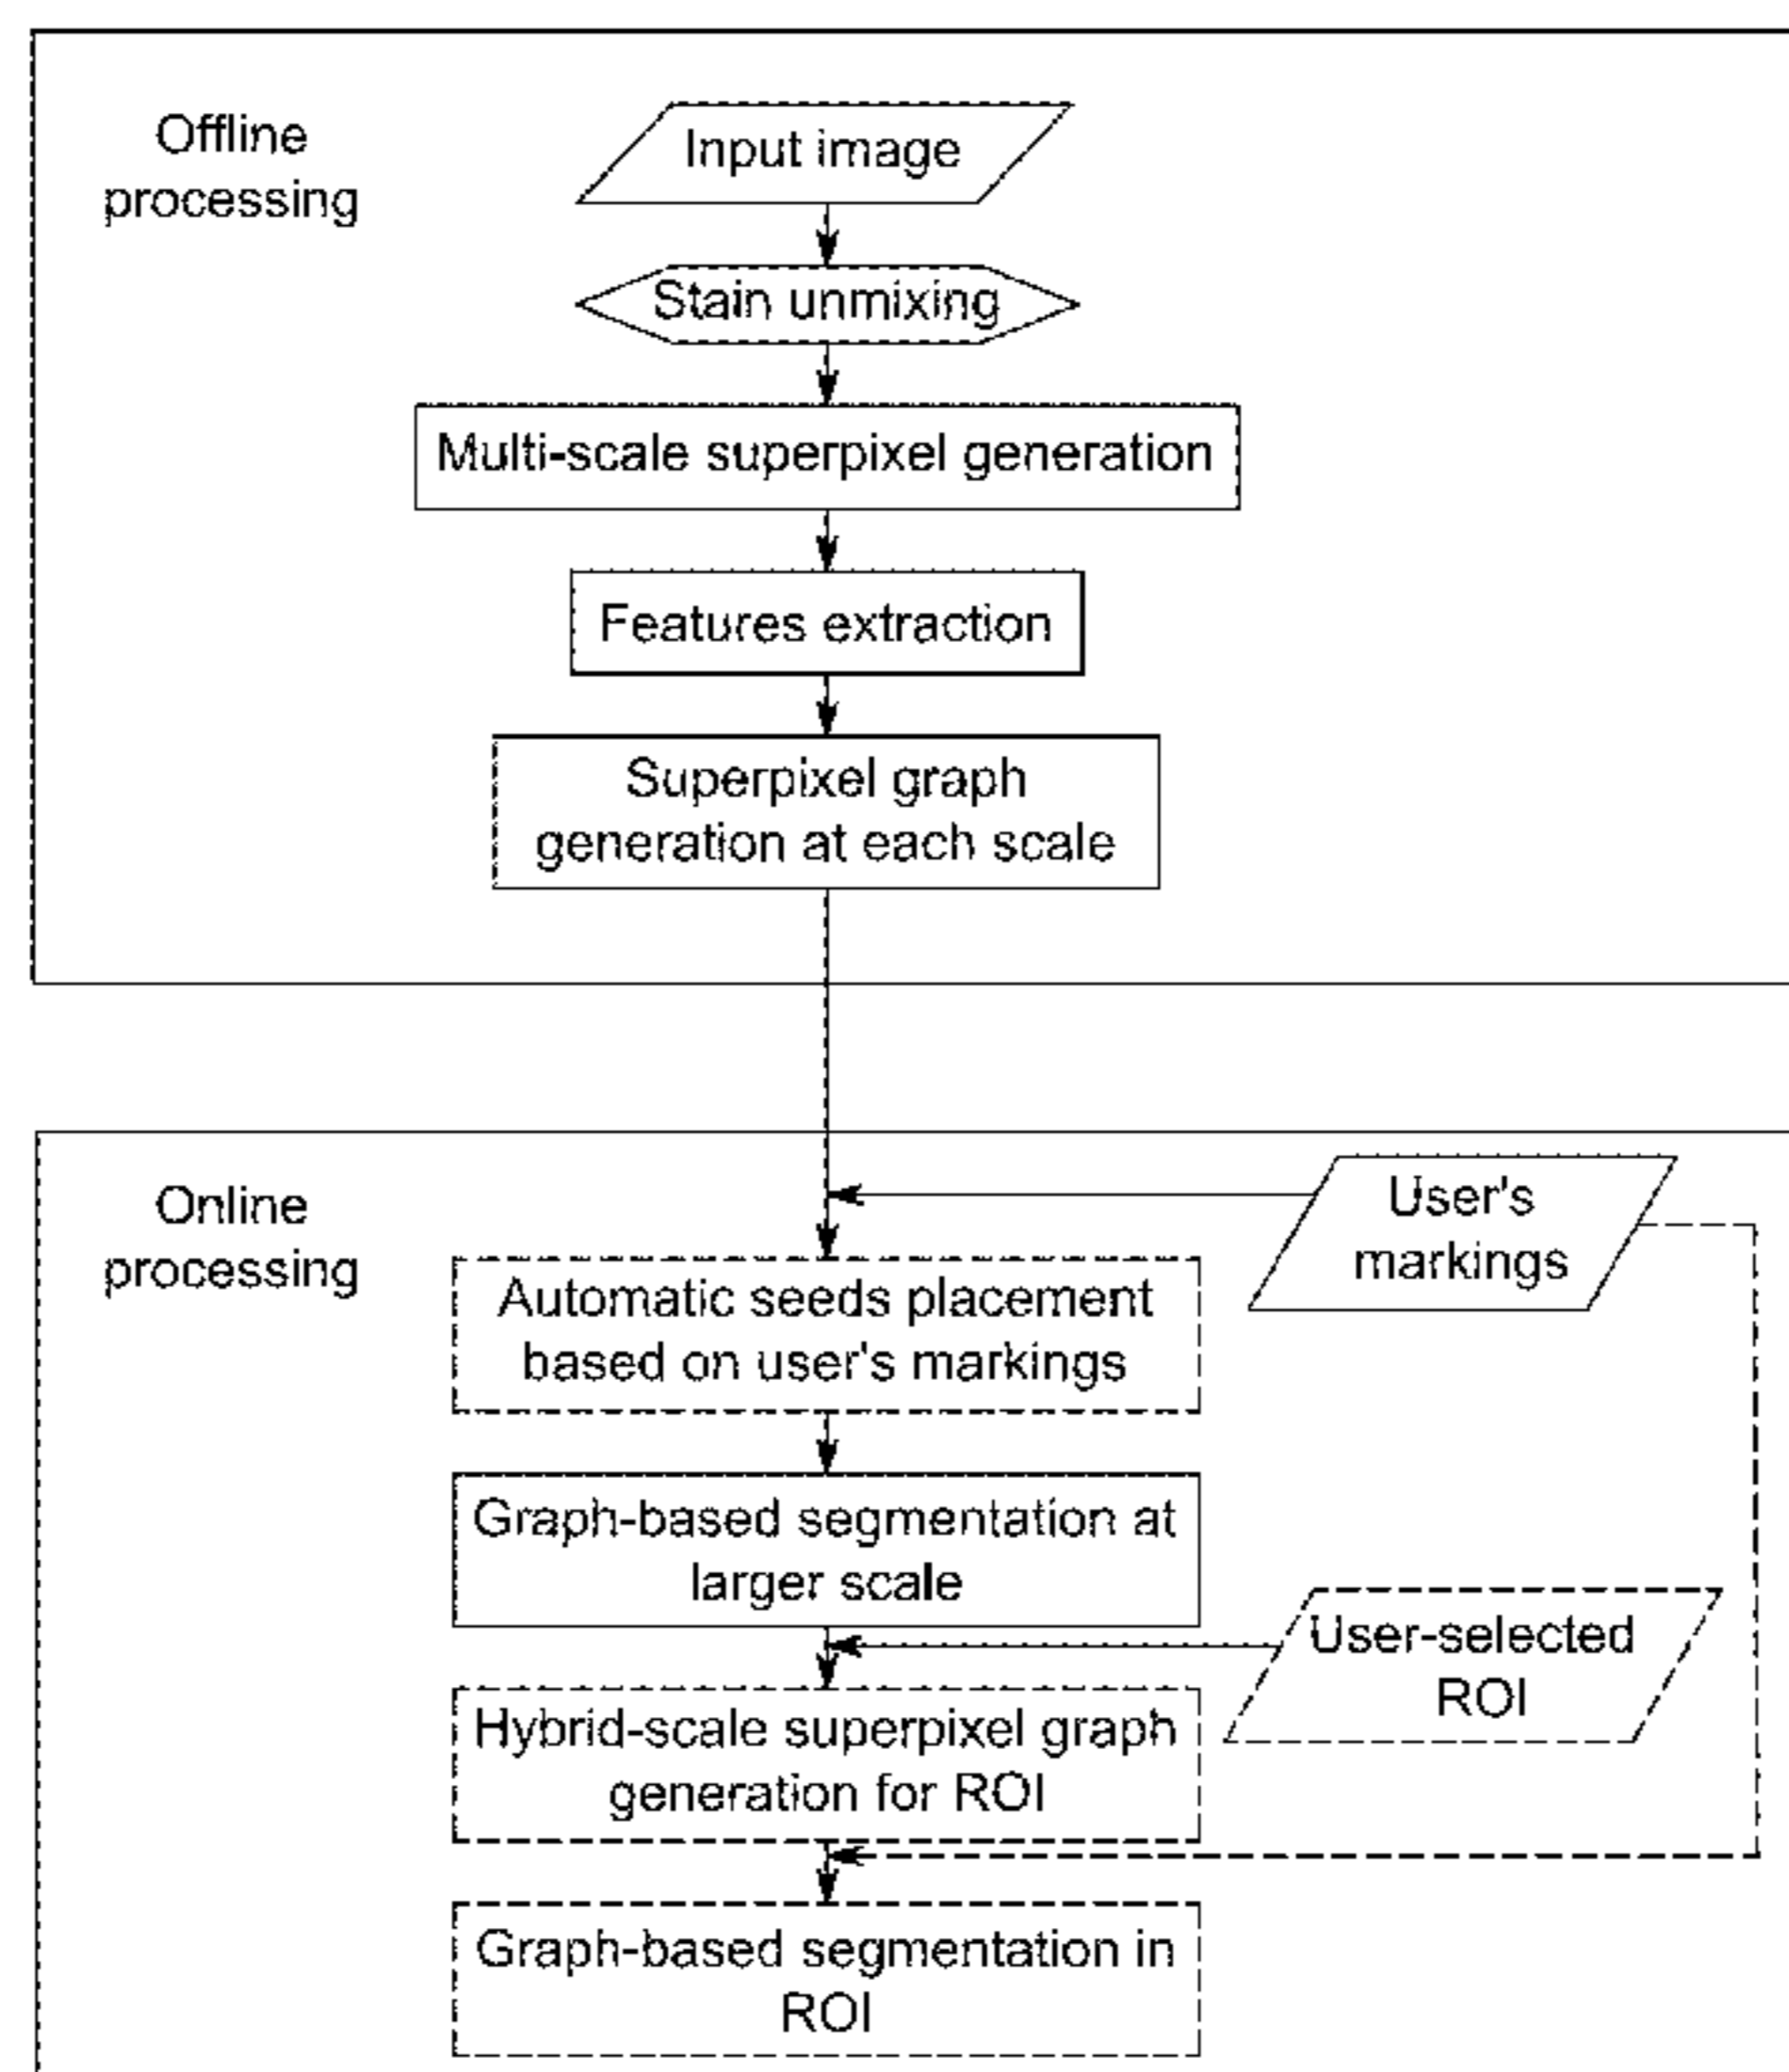 Offline
processing
Input image
Stain unmixing
Multi-scale superpixel generation
Features extraction
Superpixel graph
generation at each scale
Online
processing
User's
markings
Automatic seeds placement
based on user's markings
Graph-based segmentation at
larger scale
User-selected
ROI
Hybrid-scale superpixel graph
generation for ROI
Graph-based segmentation in
ROI